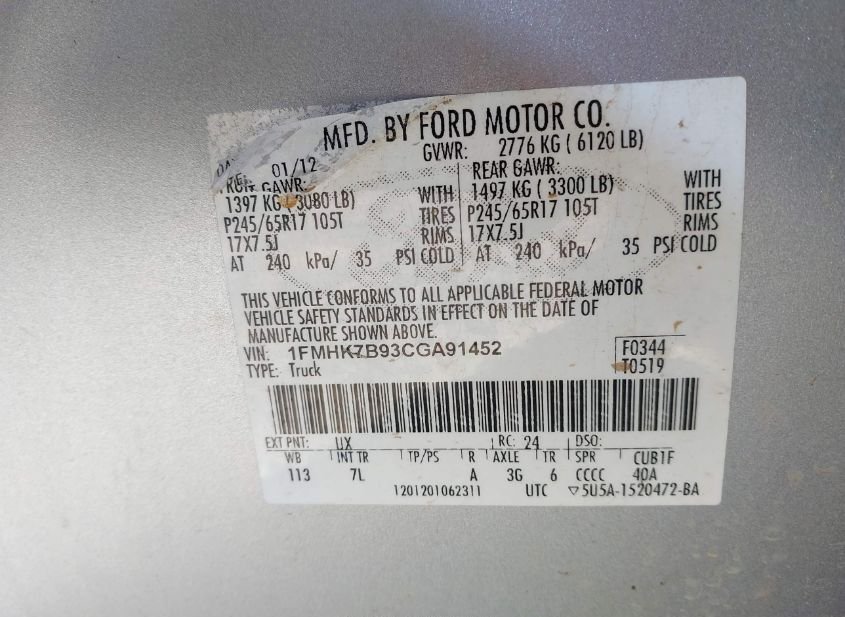 MFD. BY FORD MOTOR CO.
01/12 GVWR: 2776 KG ( 6120 LB)
GAWR: REAR GAWR:
1397 KG ( 3080 LB) WITH 1497 KG ( 3300 LB) WITH
P245/65R17 105T TIRES P245/65R17 105T TIRES
17X7.5J RIMS 17X7.5J RIMS
AT 240 kPa/ 35 PSI COLD AT 240 kPa/ 35 PSI COLD
THIS VEHICLE CONFORMS TO ALL APPLICABLE FEDERAL MOTOR
VEHICLE SAFETY STANDARDS IN EFFECT ON THE DATE OF
MANUFACTURE SHOWN ABOVE.
VIN: 1FMHK7B93CGA91452 F0344
TYPE: Truck T0519
EXT PNT: UX RC: 24 DSO:
WB INT TR TP/PS R AXLE TR SPR CUB1F
113 7L A 3G 6 CCCC 40A
1201201062311 UTC ▽5U5A-1520472-BA